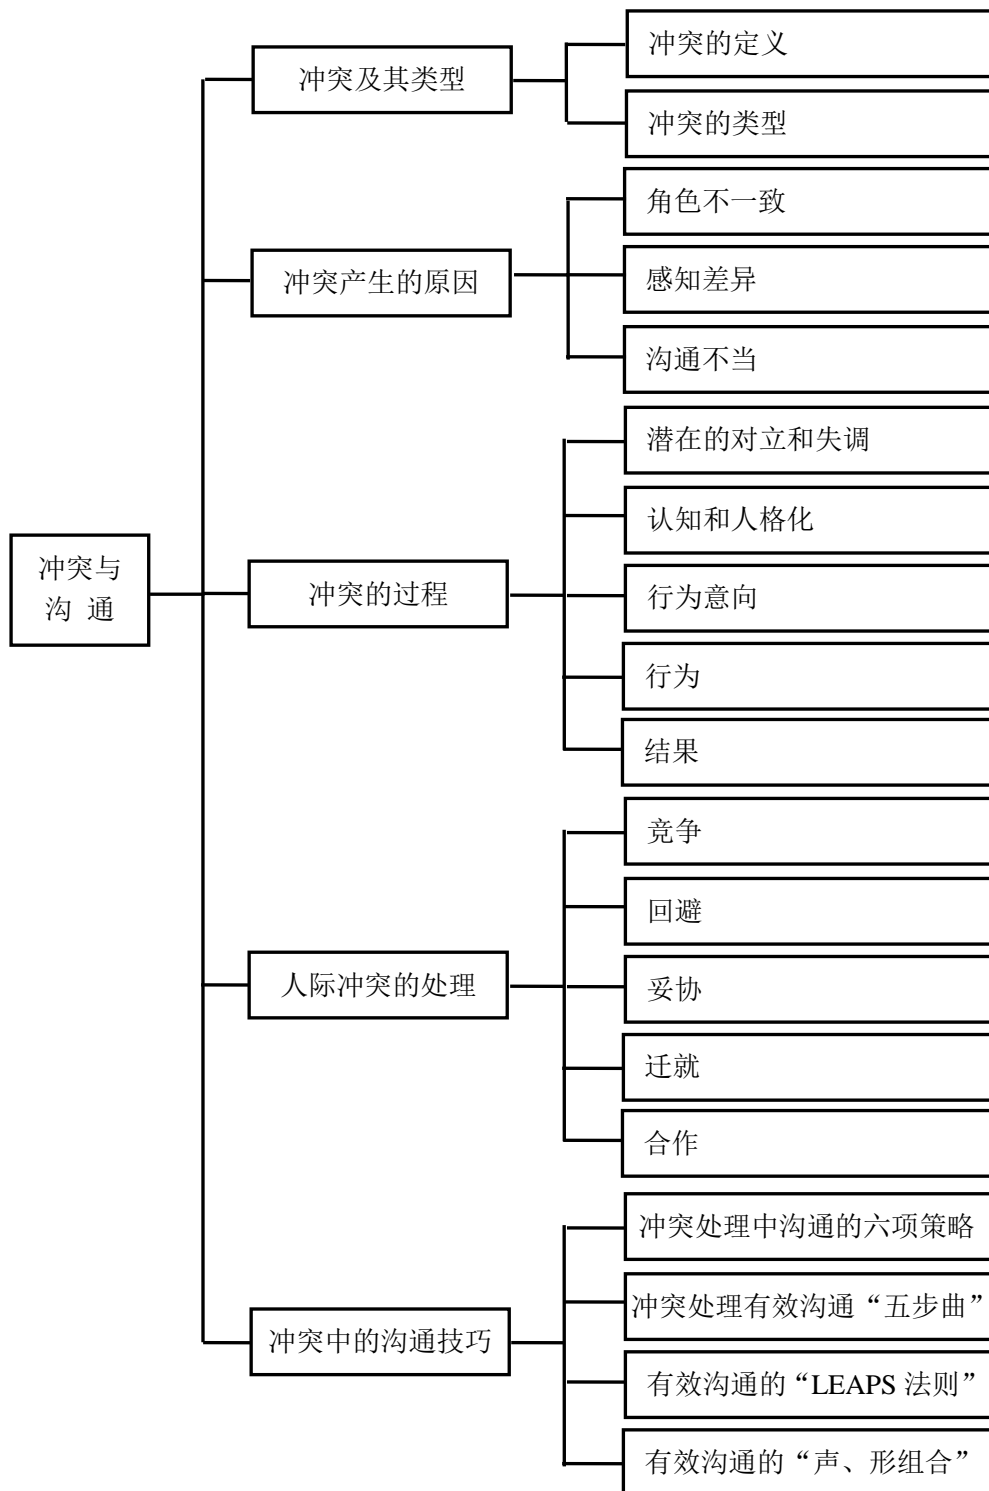 冲突与
沟 通
冲突及其类型
冲突的定义
冲突的类型
冲突产生的原因
角色不一致
感知差异
沟通不当
冲突的过程
潜在的对立和失调
认知和人格化
行为意向
行为
结果
人际冲突的处理
竞争
回避
妥协
迁就
合作
冲突中的沟通技巧
冲突处理中沟通的六项策略
冲突处理有效沟通“五步曲”
有效沟通的“LEAPS 法则”
有效沟通的“声、形组合”